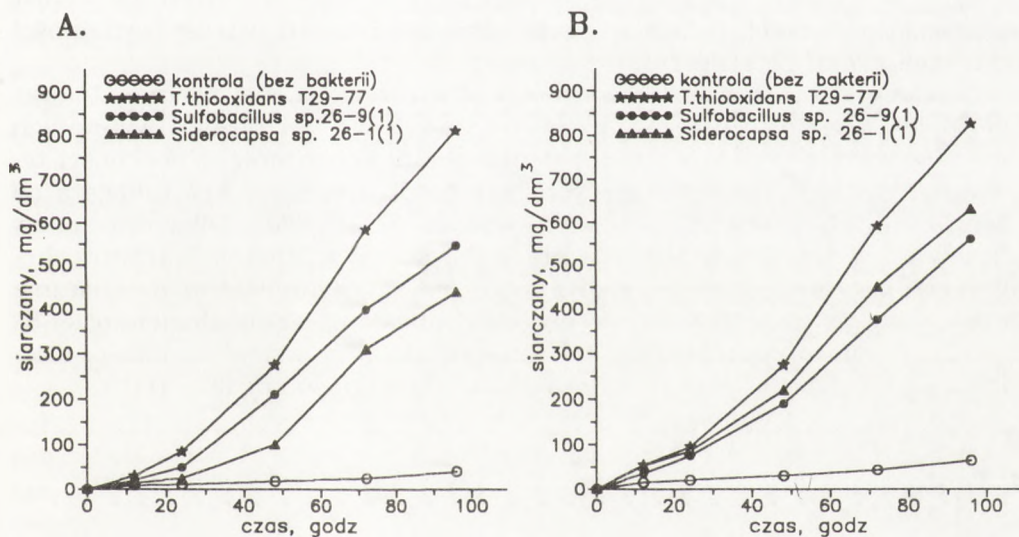 A.
kontrola (bez bakterii)
T.thiooxidans T29-77
Sulfobacillus sp.26-9(1)
Siderocapsa sp. 26-1(1)
siarczany, mg/dm³
900
800
700
600
500
400
300
200
100
0
0 20 40 60 80 100
czas, godz
B.
kontrola (bez bakterii)
T.thiooxidans T29-77
Sulfobacillus sp.26-9(1)
Siderocapsa sp. 26-1(1)
siarczany, mg/dm³
900
800
700
600
500
400
300
200
100
0
0 20 40 60 80 100
czas, godz